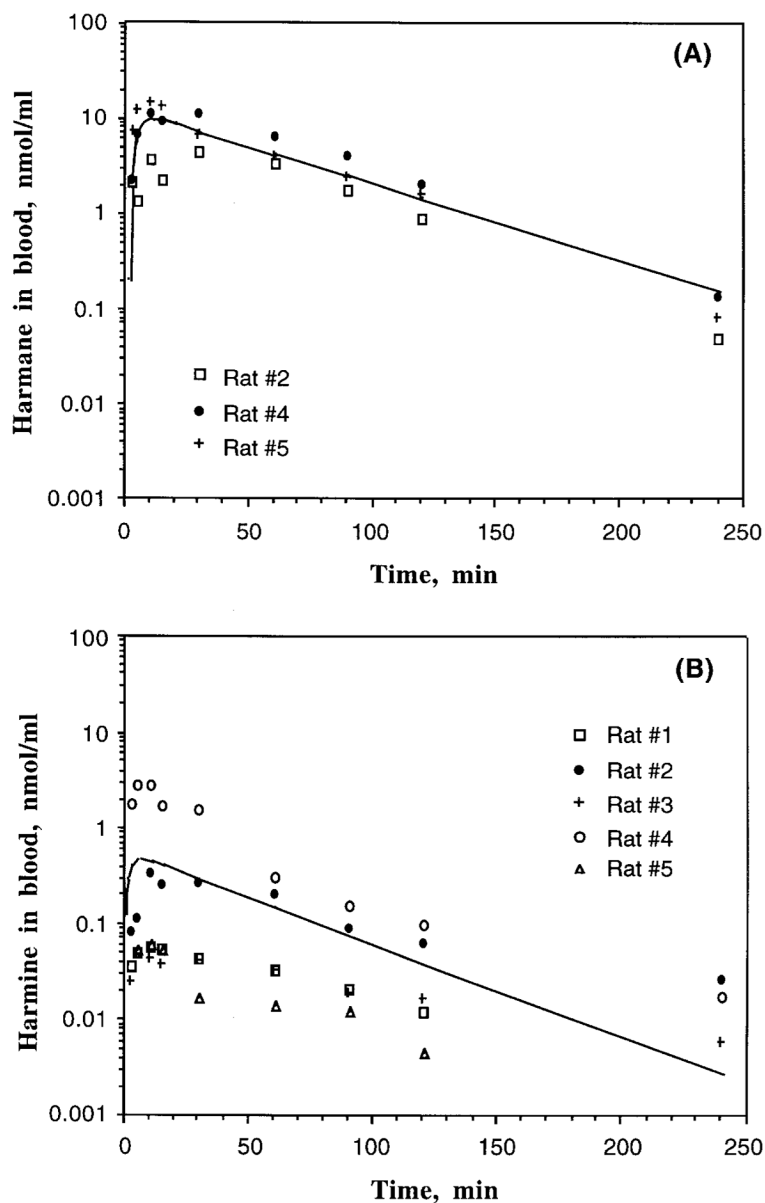 (A)
Harmane in blood, nmol/ml
100
10
1
0.1
0.01
0.001
Rat #2
Rat #4
Rat #5
0 50 100 150 200 250
Time, min
(B)
Harmine in blood, nmol/ml
100
10
1
0.1
0.01
0.001
Rat #1
Rat #2
Rat #3
Rat #4
Rat #5
0 50 100 150 200 250
Time, min